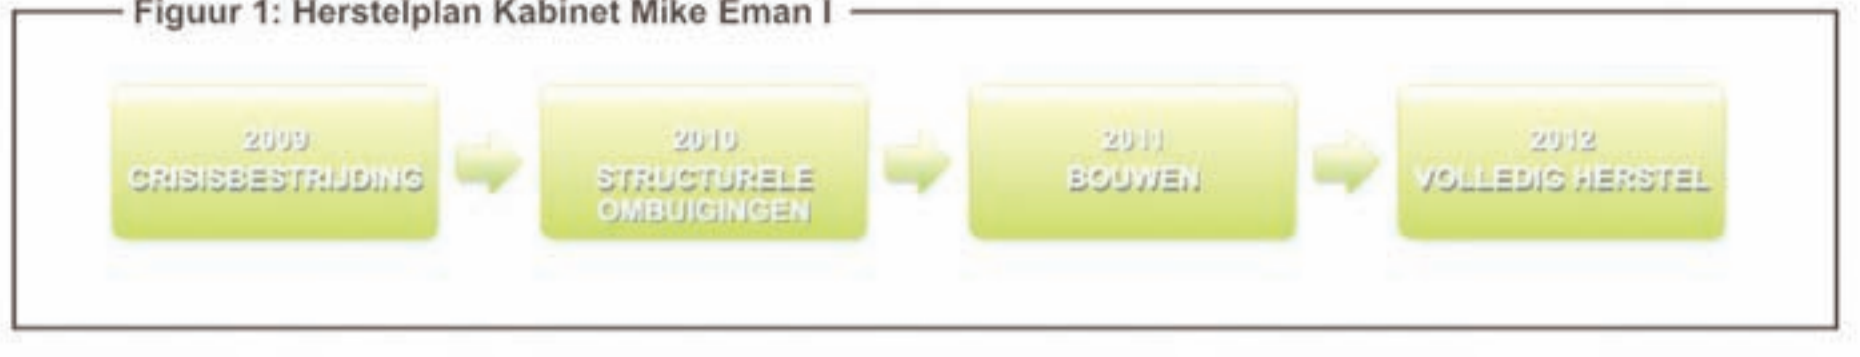 Figuur 1: Herstelplan Kabinet Mike Eman I
2009
CRISISBESTRIJDING
2010
STRUCTURELE
OMBUIGINGEN
2011
BOUWEN
2012
VOLLEDIG HERSTEL